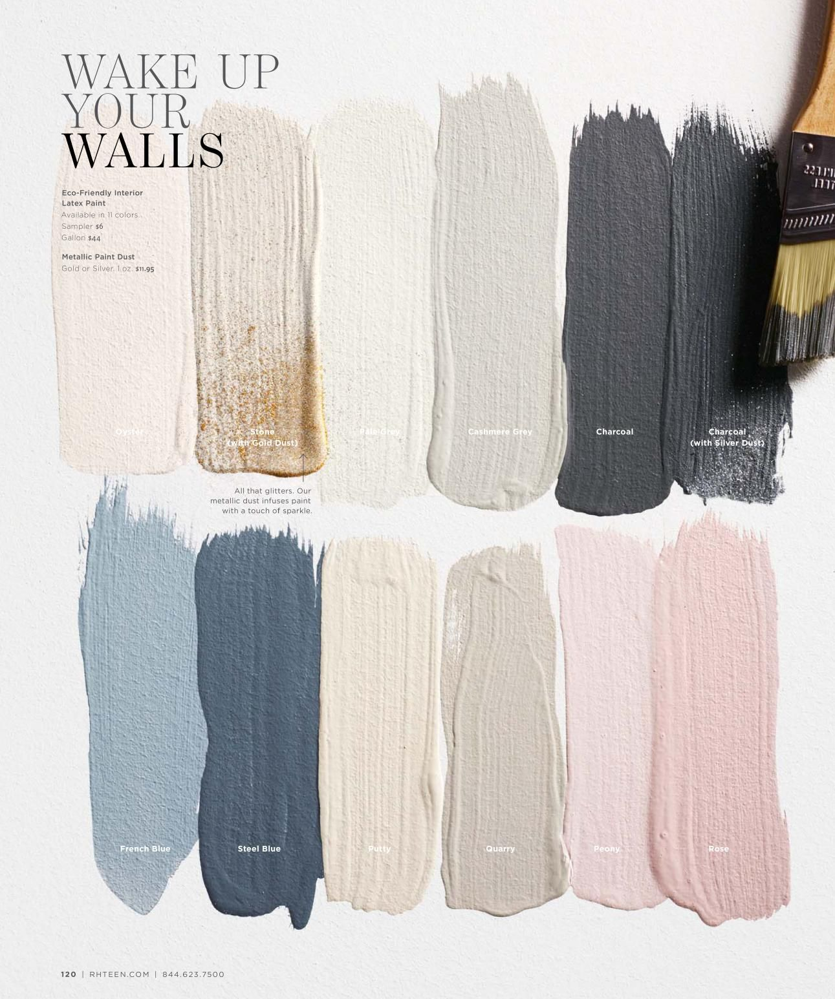 WAKE UP
YOUR
WALLS
Eco-Friendly Interior
Latex Paint
Available in 11 colors.
Sampler $6
Gallon $44
Metallic Paint Dust
Gold or Silver. 1 oz. $11.95
Oyster
Stone
(with Gold Dust)
Pale Grey
Cashmere Grey
Charcoal
Charcoal
(with Silver Dust)
All that glitters. Our
metallic dust infuses paint
with a touch of sparkle.
French Blue
Steel Blue
Putty
Quarry
Peony
Rose
120 | RHTEEN.COM | 844.623.7500